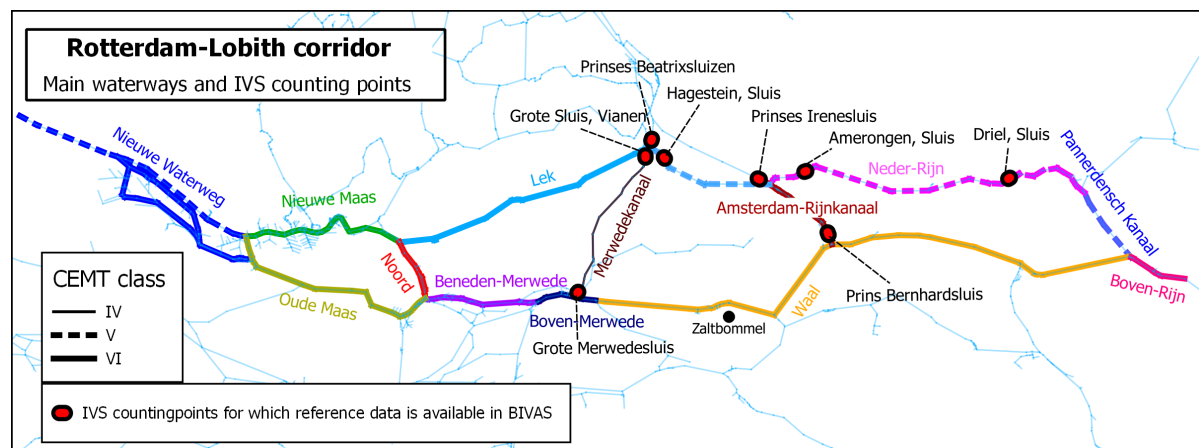 Rotterdam-Lobith corridor
Main waterways and IVS counting points
Prinses Beatrixsluizen
Hagestein, Sluis
Grote Sluis, Vianen
Prinses Irenesluis
Amerongen, Sluis
Driel, Sluis
Nieuwe Waterweg
Nieuwe Maas
Lek
Neder-Rijn
Pannerdensch Kanaal
Merwedekanaal
Amsterdam-Rijnkanaal
Noord
Oude Maas
Beneden-Merwede
Boven-Merwede
Grote Merwedesluis
Zaltbommel
Waal
Prins Bernhardsluis
Boven-Rijn
CEMT class
IV
V
VI
IVS countingpoints for which reference data is available in BIVAS